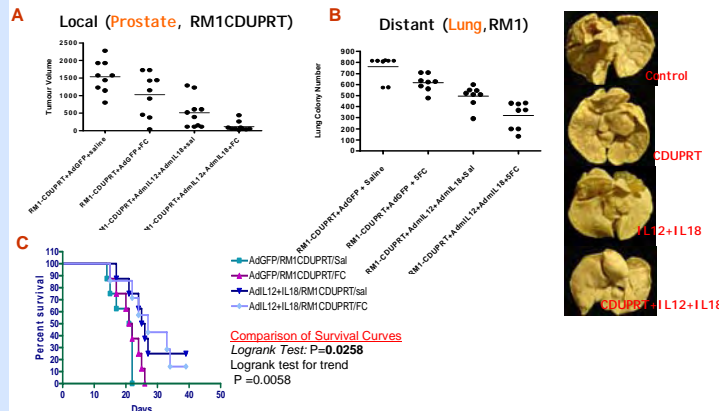 A
Local (Prostate, RM1CDUPRT)
Tumour Volume
2500
2000
1500
1000
500
0
RM1-CDUPRT+AdGFP+saline
RM1-CDUPRT+AdGFP+FC
RM1-CDUPRT+AdmIL12+AdmIL18+sal
RM1-CDUPRT+AdmIL12+AdmIL18+FC
B
Distant (Lung,RM1)
Lung Colony Number
900
800
700
600
500
400
300
200
100
0
RM1-CDUPRT+AdGFP + Saline
RM1-CDUPRT+AdGFP + 5FC
RM1-CDUPRT+AdmIL12+AdmIL18+Sal
RM1-CDUPRT+AdmIL12+AdmIL18+5FC
Control
CDUPRT
IL12+IL18
CDUPRT+IL12+IL18
C
Percent survival
110
100
90
80
70
60
50
40
30
20
10
0
0 10 20 30 40 50
Days
AdGFP/RM1CDUPRT/Sal
AdGFP/RM1CDUPRT/FC
AdIL12+IL18/RM1CDUPRT/sal
AdIL12+IL18/RM1CDUPRT/FC
Comparison of Survival Curves
Logrank Test: P=0.0258
Logrank test for trend
P =0.0058